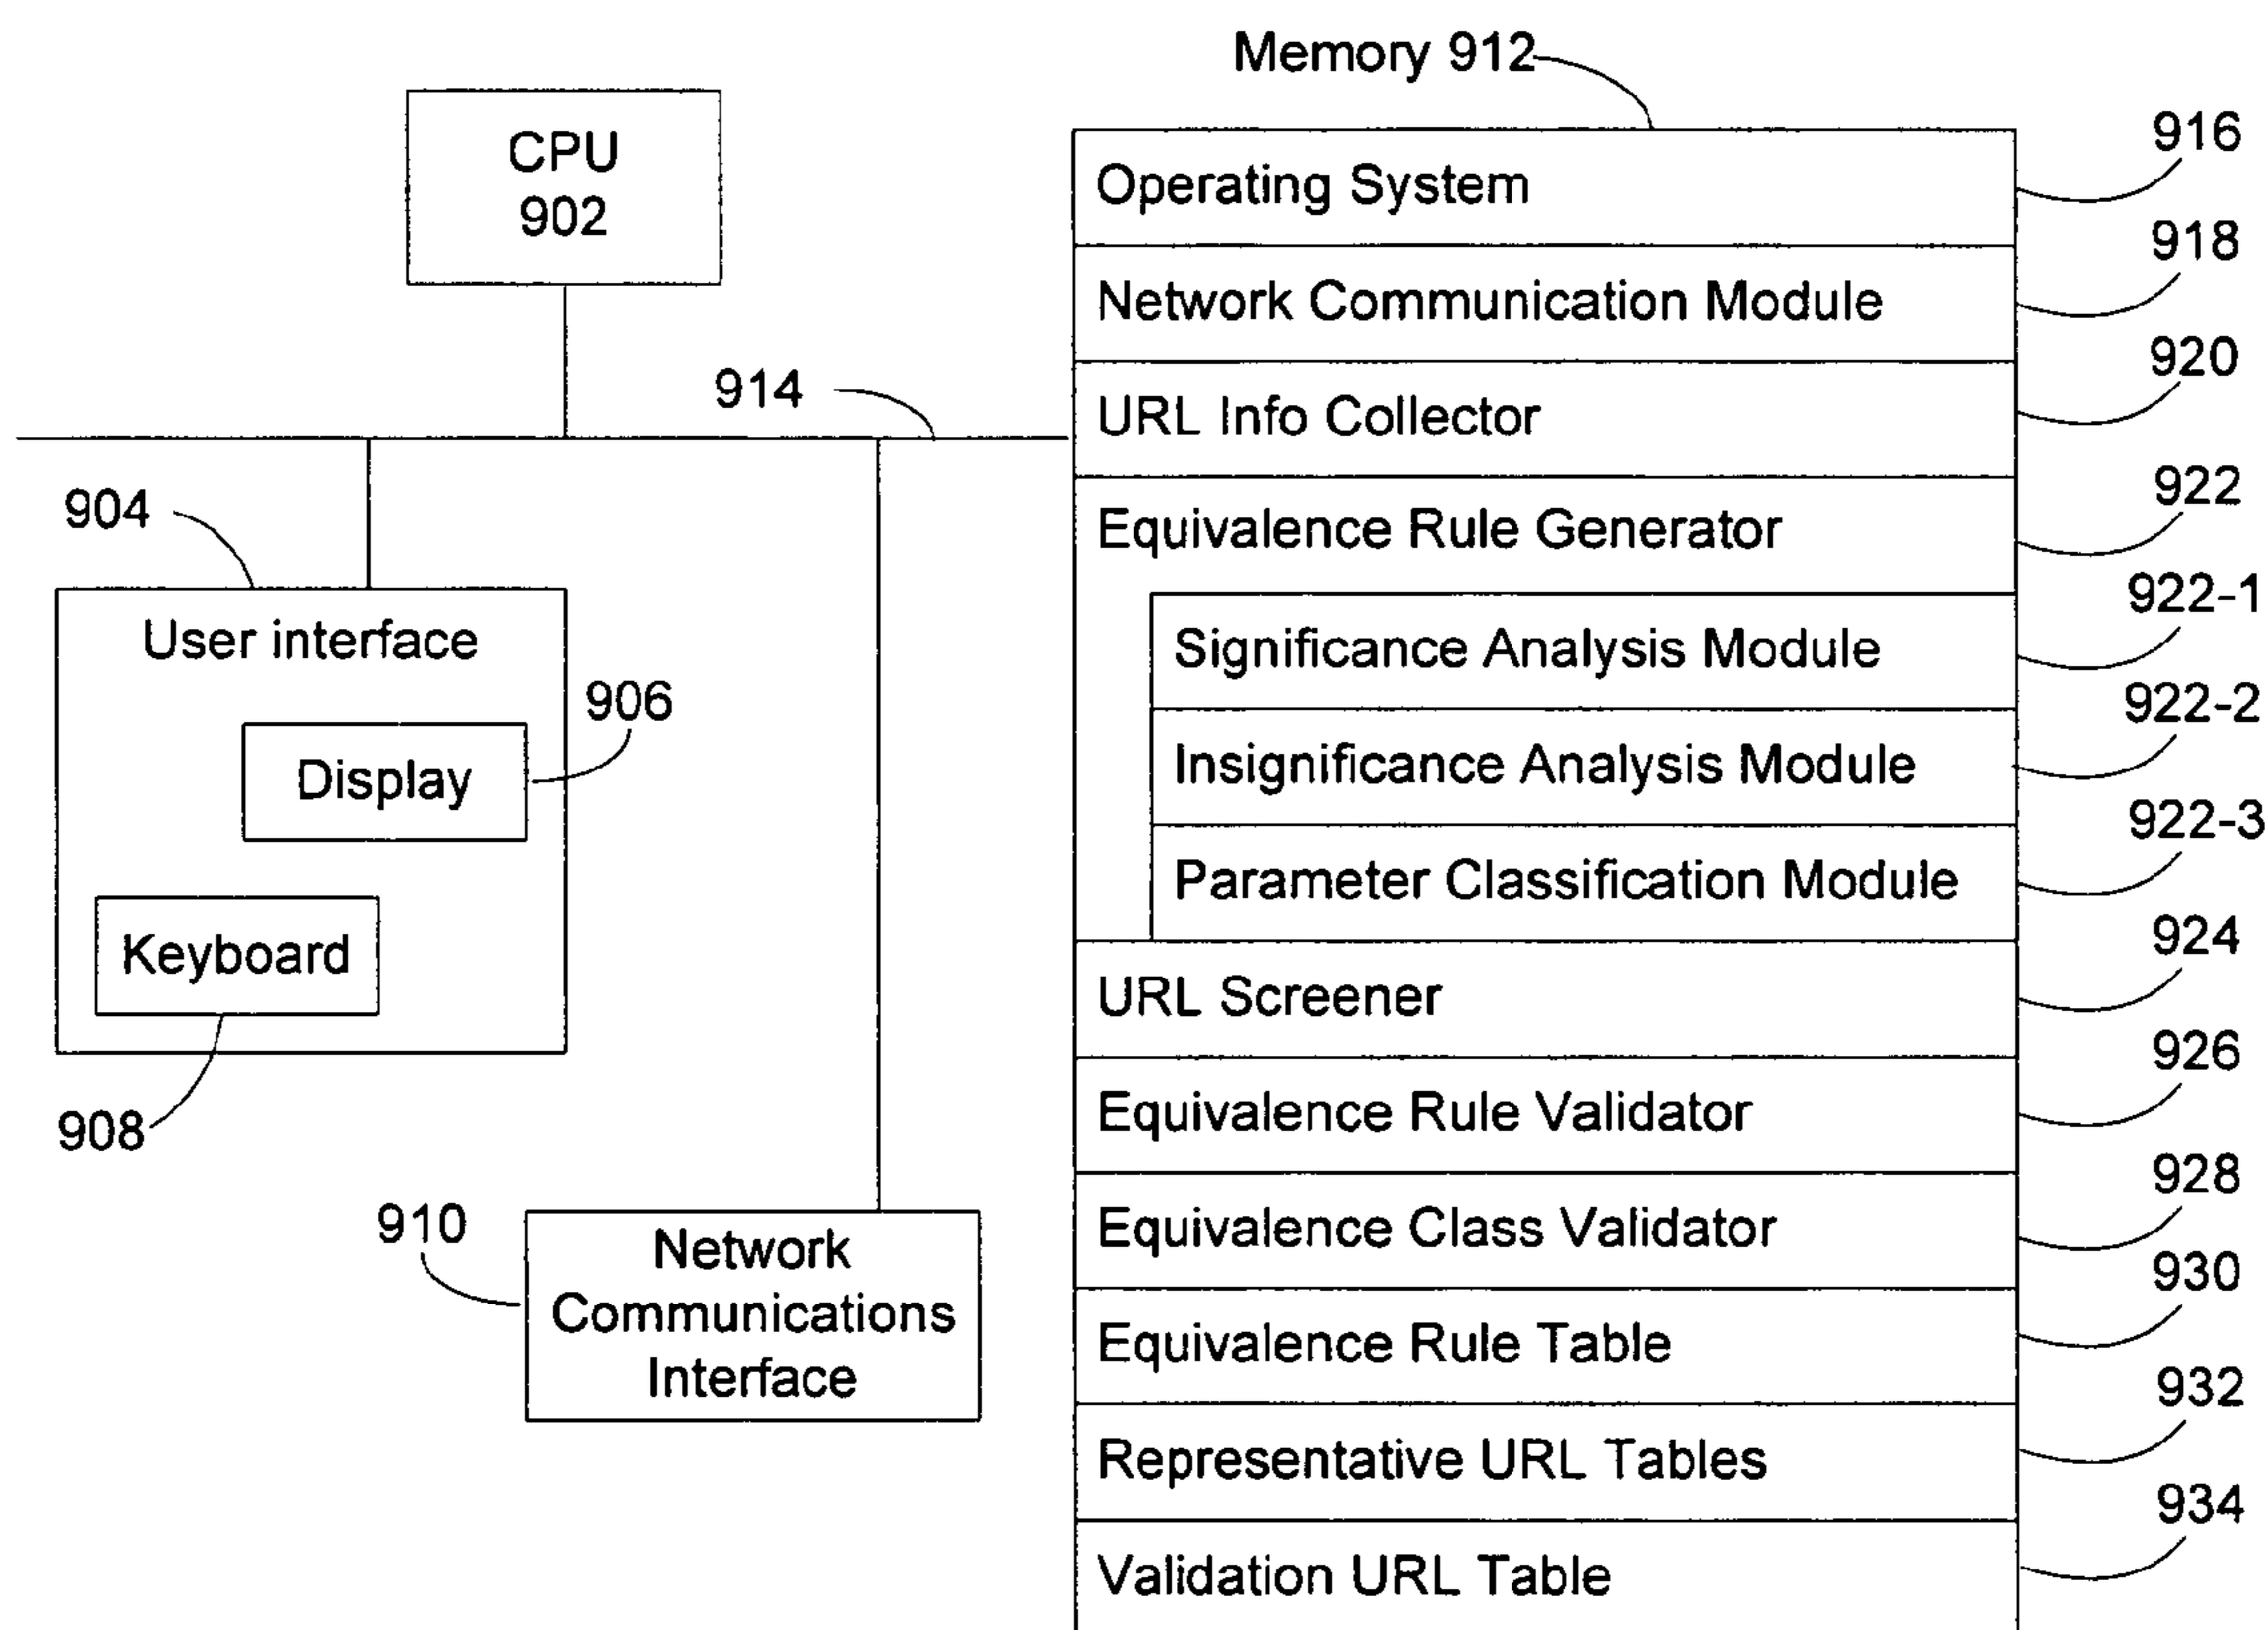 Memory 912
CPU
902
914
904
User interface
906
Display
Keyboard
908
910
Network
Communications
Interface
Operating System
916
Network Communication Module
918
URL Info Collector
920
Equivalence Rule Generator
922
Significance Analysis Module
922-1
Insignificance Analysis Module
922-2
Parameter Classification Module
922-3
URL Screener
924
Equivalence Rule Validator
926
Equivalence Class Validator
928
Equivalence Rule Table
930
Representative URL Tables
932
Validation URL Table
934